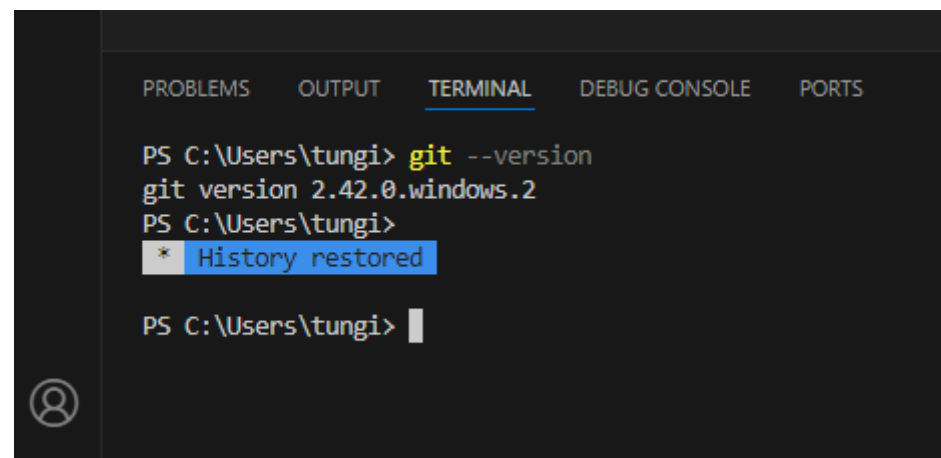 PROBLEMS OUTPUT TERMINAL DEBUG CONSOLE PORTS
PS C:\Users\tungi> git --version
git version 2.42.0.windows.2
PS C:\Users\tungi>
* History restored
PS C:\Users\tungi>